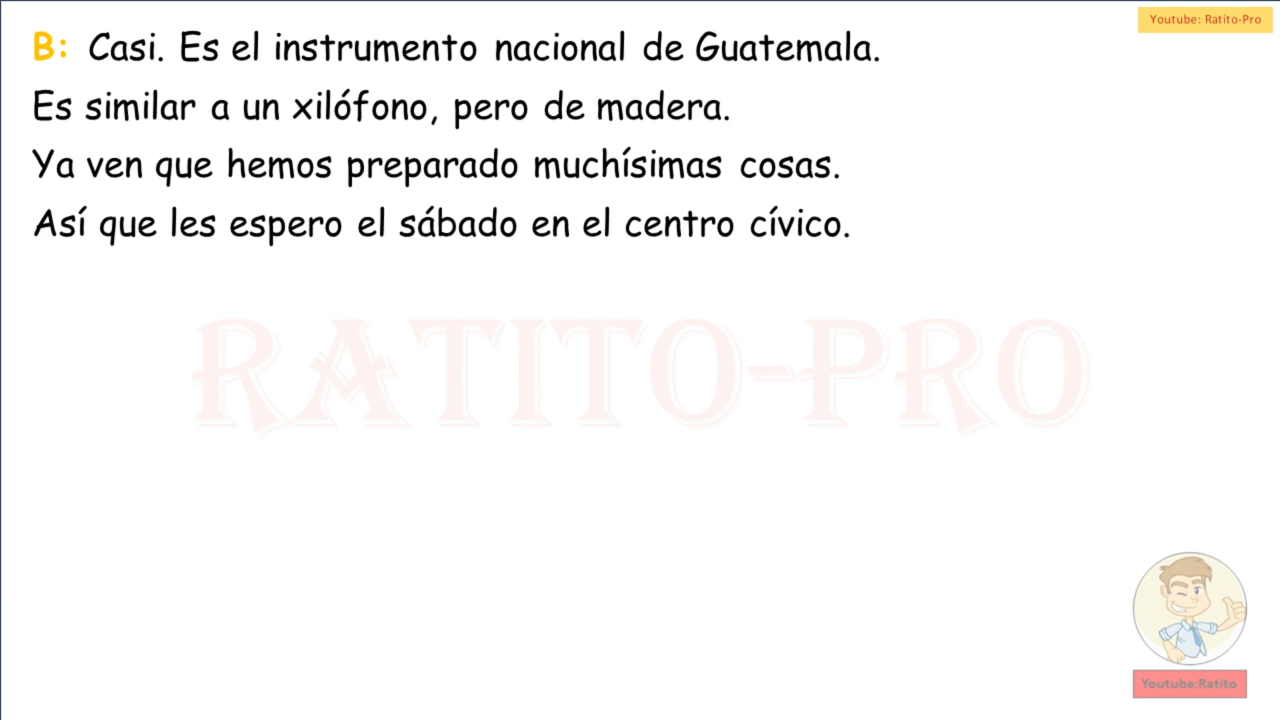 Youtube: Ratito-Pro
B: Casi. Es el instrumento nacional de Guatemala.
Es similar a un xilófono, pero de madera.
Ya ven que hemos preparado muchísimas cosas.
Así que les espero el sábado en el centro cívico.
RATITO-PRO
Youtube:Ratito